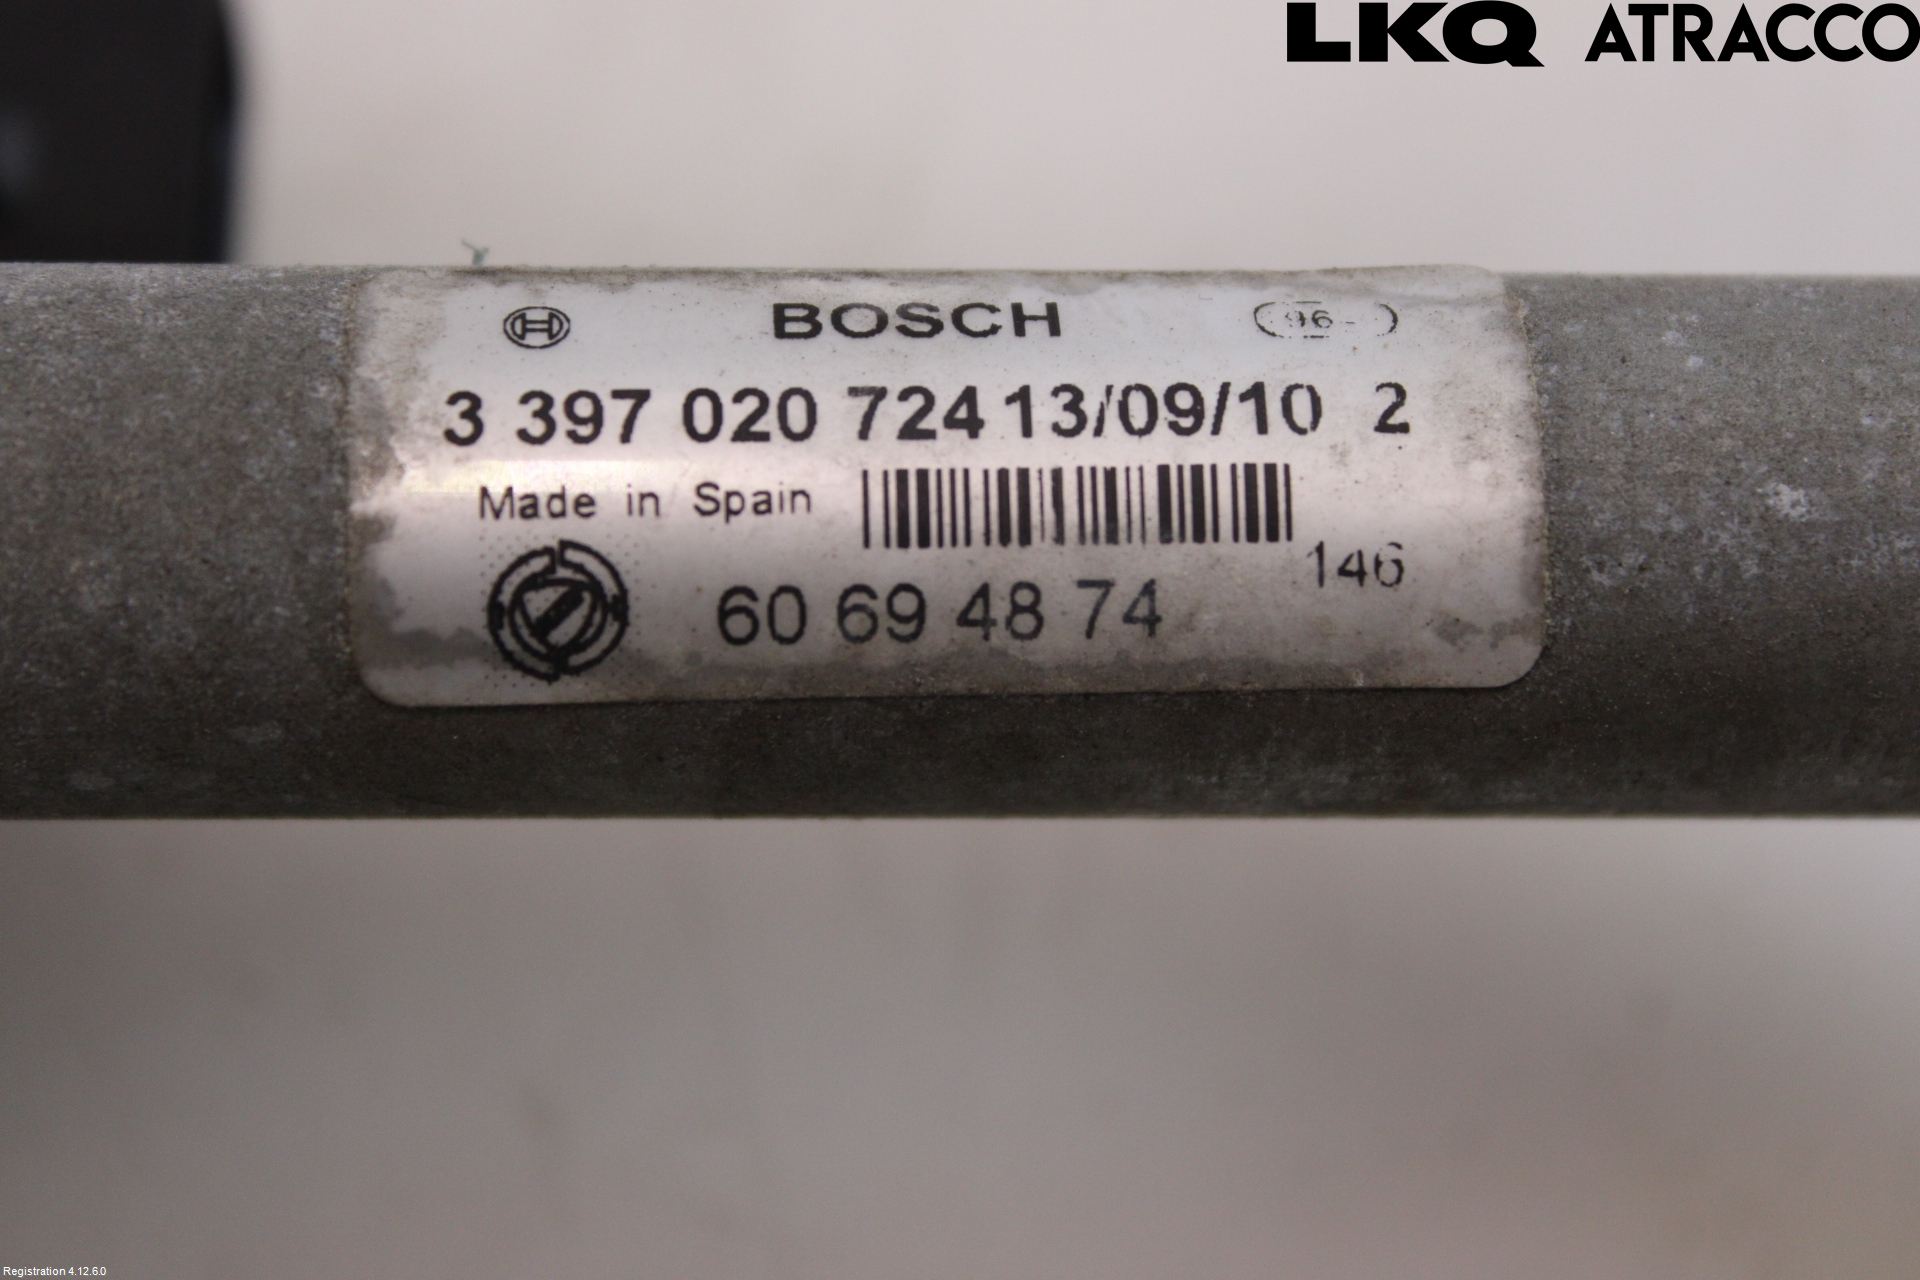 LKQ ATRACCO
BOSCH 96
3 397 020 724 13/09/10 2
Made in Spain
146
60 69 48 74
Registration 4.12.6.0